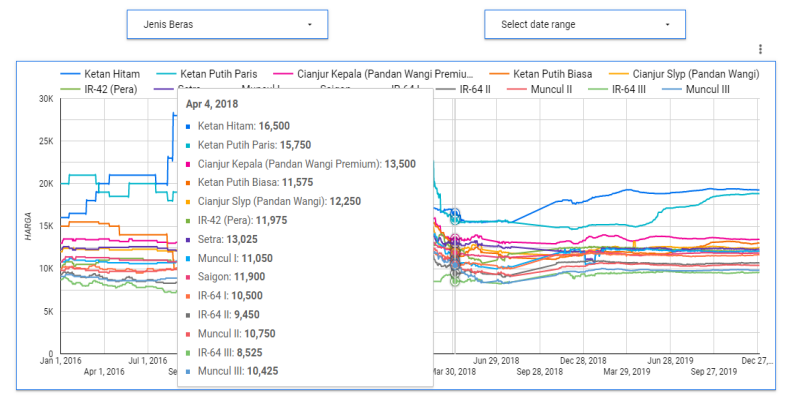 Jenis Beras
Select date range
Ketan Hitam Ketan Putih Paris Cianjur Kepala (Pandan Wangi Premiu... Ketan Putih Biasa Cianjur Slyp (Pandan Wangi)
IR-42 (Pera) IR-64 II Muncul II IR-64 III Muncul III
30K
25K
20K
15K
10K
5K
0
HARGA
Apr 4, 2018
Ketan Hitam: 16,500
Ketan Putih Paris: 15,750
Cianjur Kepala (Pandan Wangi Premium): 13,500
Ketan Putih Biasa: 11,575
Cianjur Slyp (Pandan Wangi): 12,250
IR-42 (Pera): 11,975
Setra: 13,025
Muncul I: 11,050
Saigon: 11,900
IR-64 I: 10,500
IR-64 II: 9,450
Muncul II: 10,750
IR-64 III: 8,525
Muncul III: 10,425
Jan 1, 2016 Jul 1, 2016 Jun 29, 2018 Dec 28, 2018 Jun 28, 2019 Dec 27,...
Apr 1, 2016 Se Mar 30, 2018 Sep 28, 2018 Mar 29, 2019 Sep 27, 2019